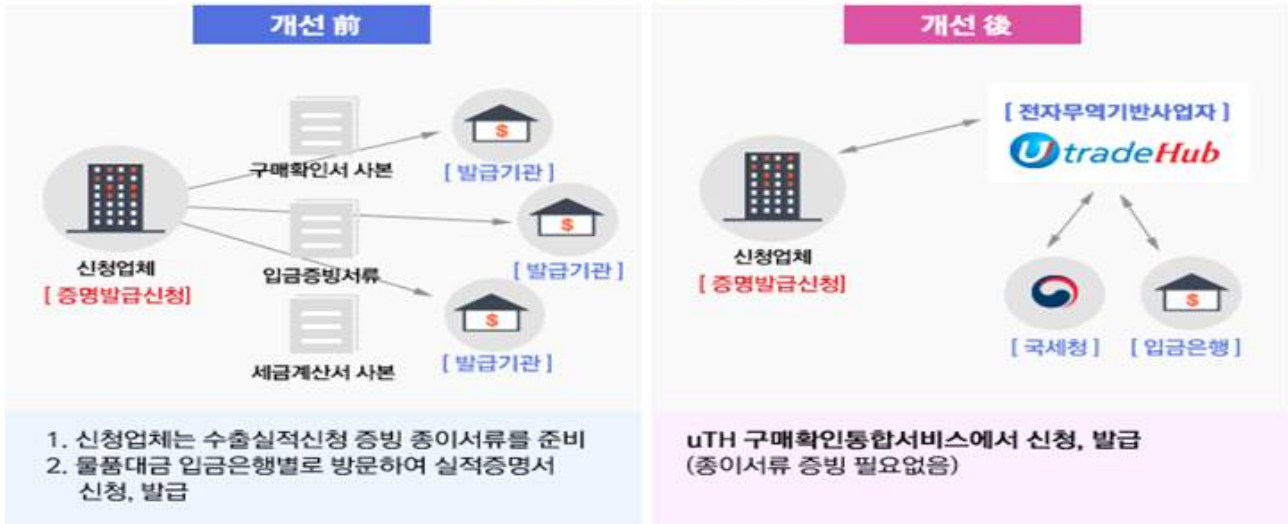 개선 前
구매확인서 사본
[ 발급기관 ]
신청업체
[ 증명발급신청]
입금증빙서류
[ 발급기관 ]
세금계산서 사본
[ 발급기관 ]
1. 신청업체는 수출실적신청 증빙 종이서류를 준비
2. 물품대금 입금은행별로 방문하여 실적증명서
신청, 발급
개선 後
[ 전자무역기반사업자 ]
UtradeHub
신청업체
[ 증명발급신청]
[ 국세청 ]
[ 입금은행 ]
uTH 구매확인통합서비스에서 신청, 발급
(종이서류 증빙 필요없음)